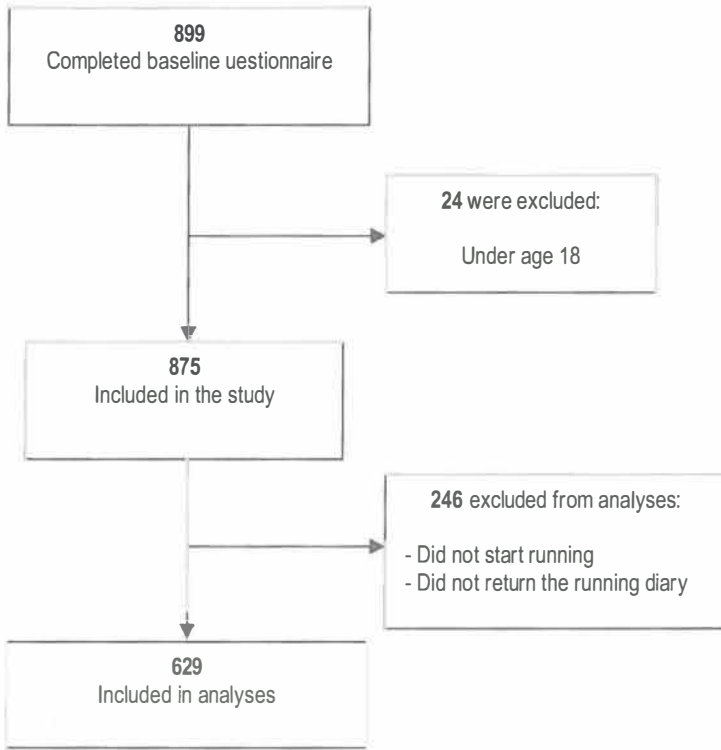 899
Completed baseline uestionnaire
24 were excluded:
Under age 18
875
Included in the study
246 excluded from analyses:
- Did not start running
- Did not return the running diary
629
Included in analyses